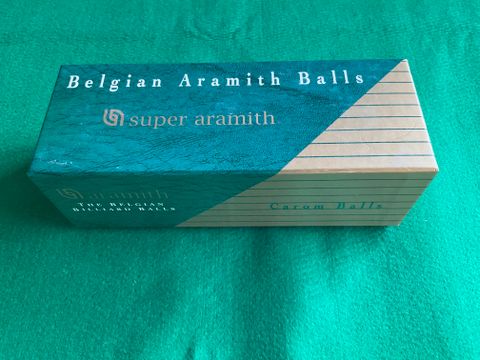 Belgian Aramith Balls
super aramith
aramith
THE BELGIAN
BILLIARD BALLS
Carom Balls